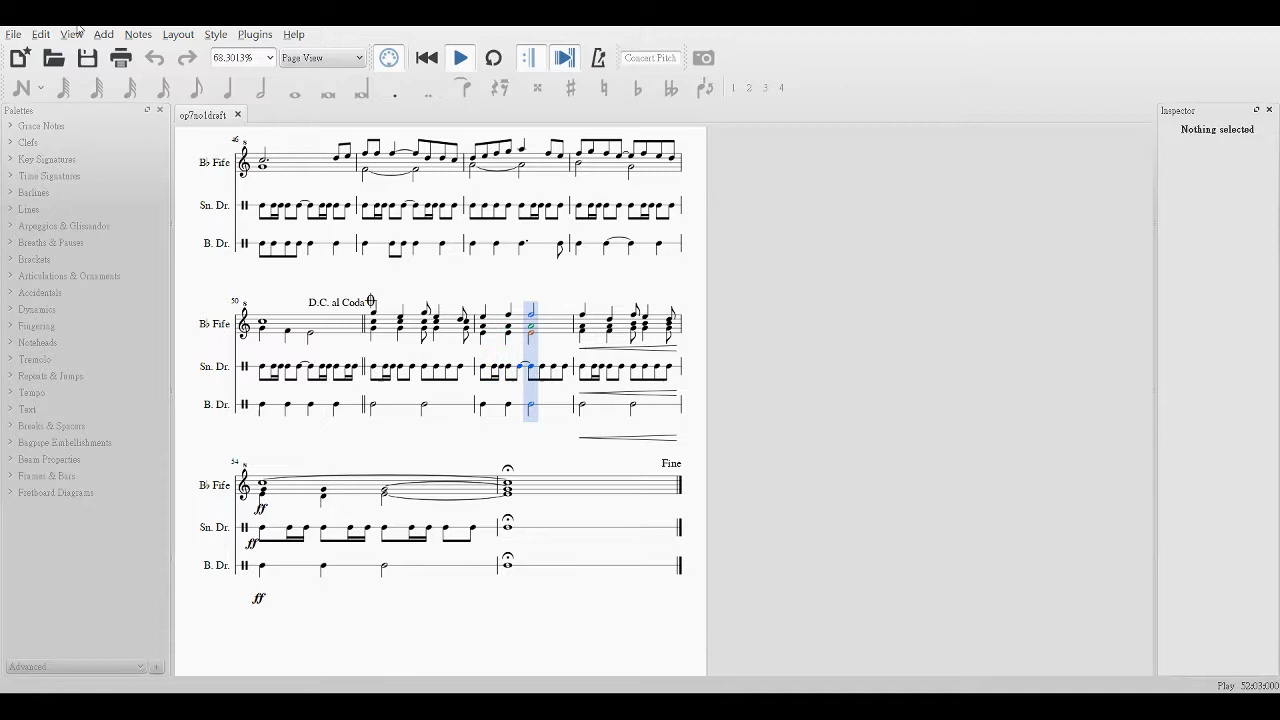 File Edit View Add Notes Layout Style Plugins Help
68.3013% Page View Concert Pitch
1 2 3 4
Palettes
Grace Notes
Clefs
Key Signatures
Time Signatures
Barlines
Lines
Arpeggios & Glissandos
Breaths & Pauses
Brackets
Articulations & Ornaments
Accidentals
Dynamics
Fingering
Noteheads
Tremolo
Repeats & Jumps
Tempo
Text
Breaks & Spacers
Bagpipe Embellishments
Beam Properties
Frames & Bars
Fretboard Diagrams
Advanced
op7no1draft
46
B♭ Fife
Sn. Dr.
B. Dr.
50
D.C. al Coda
B♭ Fife
Sn. Dr.
B. Dr.
54
Fine
B♭ Fife
ff
Sn. Dr.
ff
B. Dr.
ff
Inspector
Nothing selected
Play 52:03:000